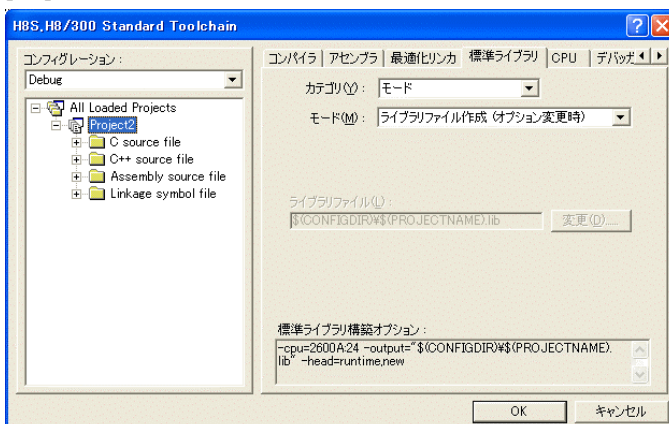 H8S,H8/300 Standard Toolchain
コンフィグレーション :
Debug
All Loaded Projects
Project2
C source file
C++ source file
Assembly source file
Linkage symbol file
コンパイラ アセンブラ 最適化リンカ 標準ライブラリ CPU デバッガ
カテゴリ(Y) : モード
モード(M) : ライブラリファイル作成 (オプション変更時)
ライブラリファイル(L) :
$(CONFIGDIR)¥$(PROJECTNAME).lib 変更(D)...
標準ライブラリ構築オプション :
-cpu=2600A:24 -output="$(CONFIGDIR)¥$(PROJECTNAME).
lib" -head=runtime,new
OK キャンセル